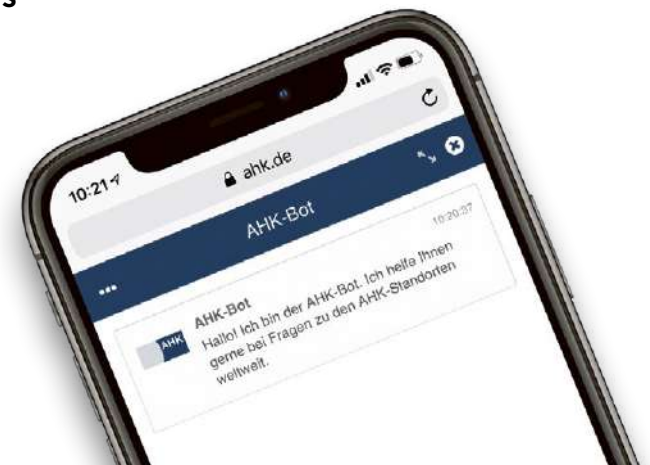 s
10:21
ahk.de
AHK-Bot
10:20:37
AHK-Bot
AHK
Hallo! Ich bin der AHK-Bot. Ich helfe Ihnen
gerne bei Fragen zu den AHK-Standorten
weltweit.